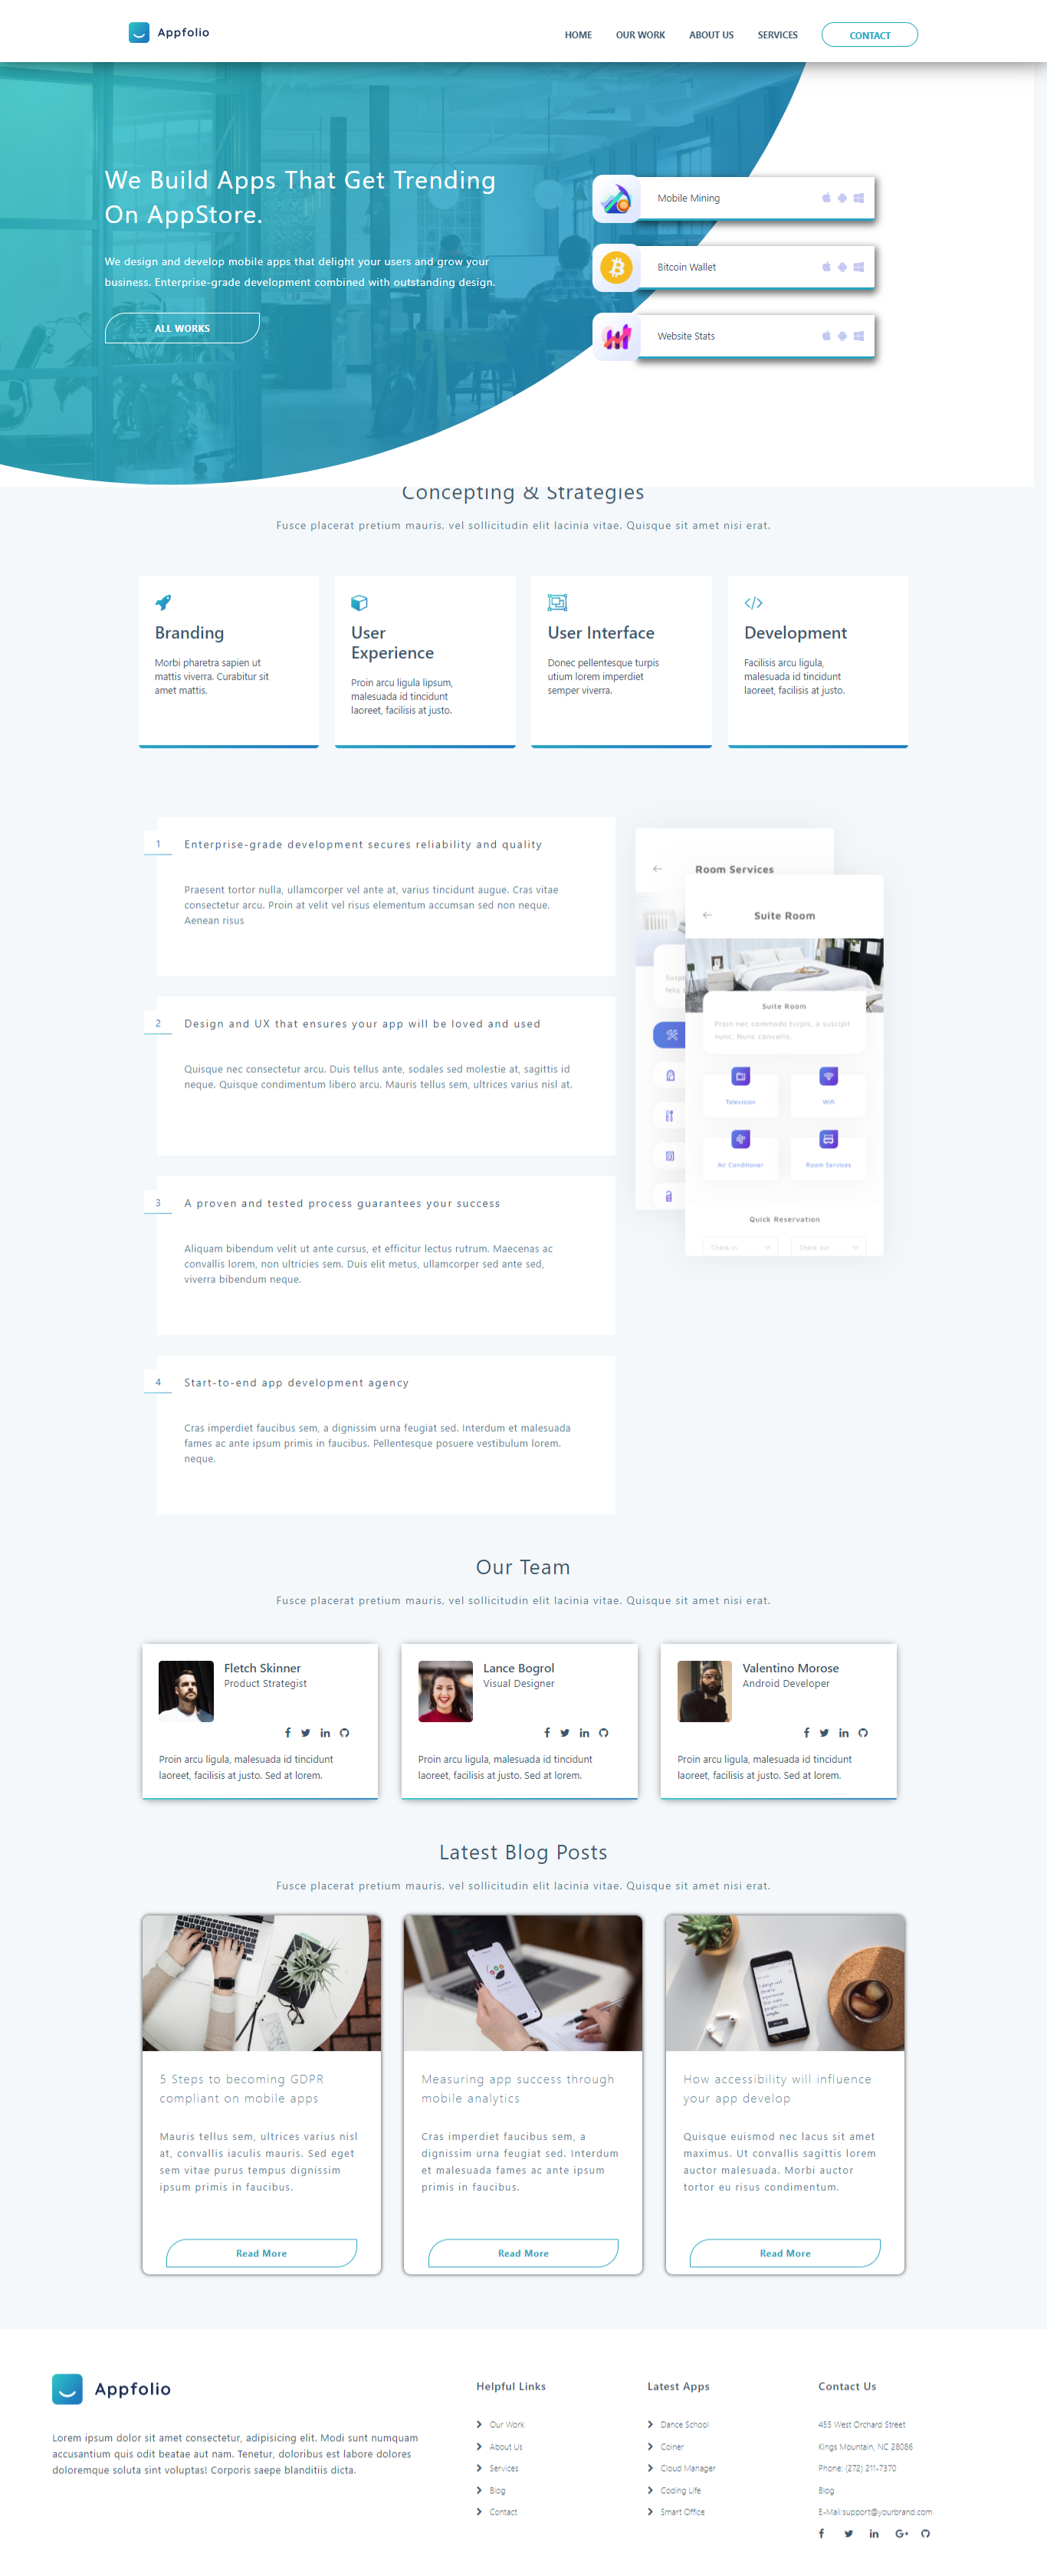 Appfolio
HOME OUR WORK ABOUT US SERVICES CONTACT
We Build Apps That Get Trending
On AppStore.
We design and develop mobile apps that delight your users and grow your
business. Enterprise-grade development combined with outstanding design.
ALL WORKS
Mobile Mining
Bitcoin Wallet
Website Stats
Concepting & Strategies
Fusce placerat pretium mauris, vel sollicitudin elit lacinia vitae. Quisque sit amet nisi erat.
Branding
Morbi pharetra sapien ut
mattis viverra. Curabitur sit
amet mattis.
User
Experience
Proin arcu ligula lipsum,
malesuada id tincidunt
laoreet, facilisis at justo.
User Interface
Donec pellentesque turpis
utium lorem imperdiet
semper viverra.
Development
Facilisis arcu ligula,
malesuada id tincidunt
laoreet, facilisis at justo.
1
Enterprise-grade development secures reliability and quality
Praesent tortor nulla, ullamcorper vel ante at, varius tincidunt augue. Cras vitae
consectetur arcu. Proin at velit vel risus elementum accumsan sed non neque.
Aenean risus
2
Design and UX that ensures your app will be loved and used
Quisque nec consectetur arcu. Duis tellus ante, sodales sed molestie at, sagittis id
neque. Quisque condimentum libero arcu. Mauris tellus sem, ultrices varius nisl at.
3
A proven and tested process guarantees your success
Aliquam bibendum velit ut ante cursus, et efficitur lectus rutrum. Maecenas ac
convallis lorem, non ultricies sem. Duis elit metus, ullamcorper sed ante sed,
viverra bibendum neque.
4
Start-to-end app development agency
Cras imperdiet faucibus sem, a dignissim urna feugiat sed. Interdum et malesuada
fames ac ante ipsum primis in faucibus. Pellentesque posuere vestibulum lorem.
neque.
Room Services
Suspe
felis c
Suite Room
Suite Room
Proin nec commodo turpis, a suscipit
nunc. Nunc convallis.
Television
Wifi
Air Conditioner
Room Services
Quick Reservation
Check in
Check out
Our Team
Fusce placerat pretium mauris, vel sollicitudin elit lacinia vitae. Quisque sit amet nisi erat.
Fletch Skinner
Product Strategist
Proin arcu ligula, malesuada id tincidunt
laoreet, facilisis at justo. Sed at lorem.
Lance Bogrol
Visual Designer
Proin arcu ligula, malesuada id tincidunt
laoreet, facilisis at justo. Sed at lorem.
Valentino Morose
Android Developer
Proin arcu ligula, malesuada id tincidunt
laoreet, facilisis at justo. Sed at lorem.
Latest Blog Posts
Fusce placerat pretium mauris, vel sollicitudin elit lacinia vitae. Quisque sit amet nisi erat.
5 Steps to becoming GDPR
compliant on mobile apps
Mauris tellus sem, ultrices varius nisl
at, convallis iaculis mauris. Sed eget
sem vitae purus tempus dignissim
ipsum primis in faucibus.
Read More
Measuring app success through
mobile analytics
Cras imperdiet faucibus sem, a
dignissim urna feugiat sed. Interdum
et malesuada fames ac ante ipsum
primis in faucibus.
Read More
How accessibility will influence
your app develop
Quisque euismod nec lacus sit amet
maximus. Ut convallis sagittis lorem
auctor malesuada. Morbi auctor
tortor eu risus condimentum.
Read More
Appfolio
Lorem ipsum dolor sit amet consectetur, adipisicing elit. Modi sunt numquam
accusantium quis odit beatae aut nam. Tenetur, doloribus est labore dolores
doloremque soluta sint voluptas! Corporis saepe blanditiis dicta.
Helpful Links
Our Work
About Us
Services
Blog
Contact
Latest Apps
Dance School
Coiner
Cloud Manager
Coding Life
Smart Office
Contact Us
455 West Orchard Street
Kings Mountain, NC 28086
Phone: (272) 211-7370
Blog
E-Mail:support@yourbrand.com